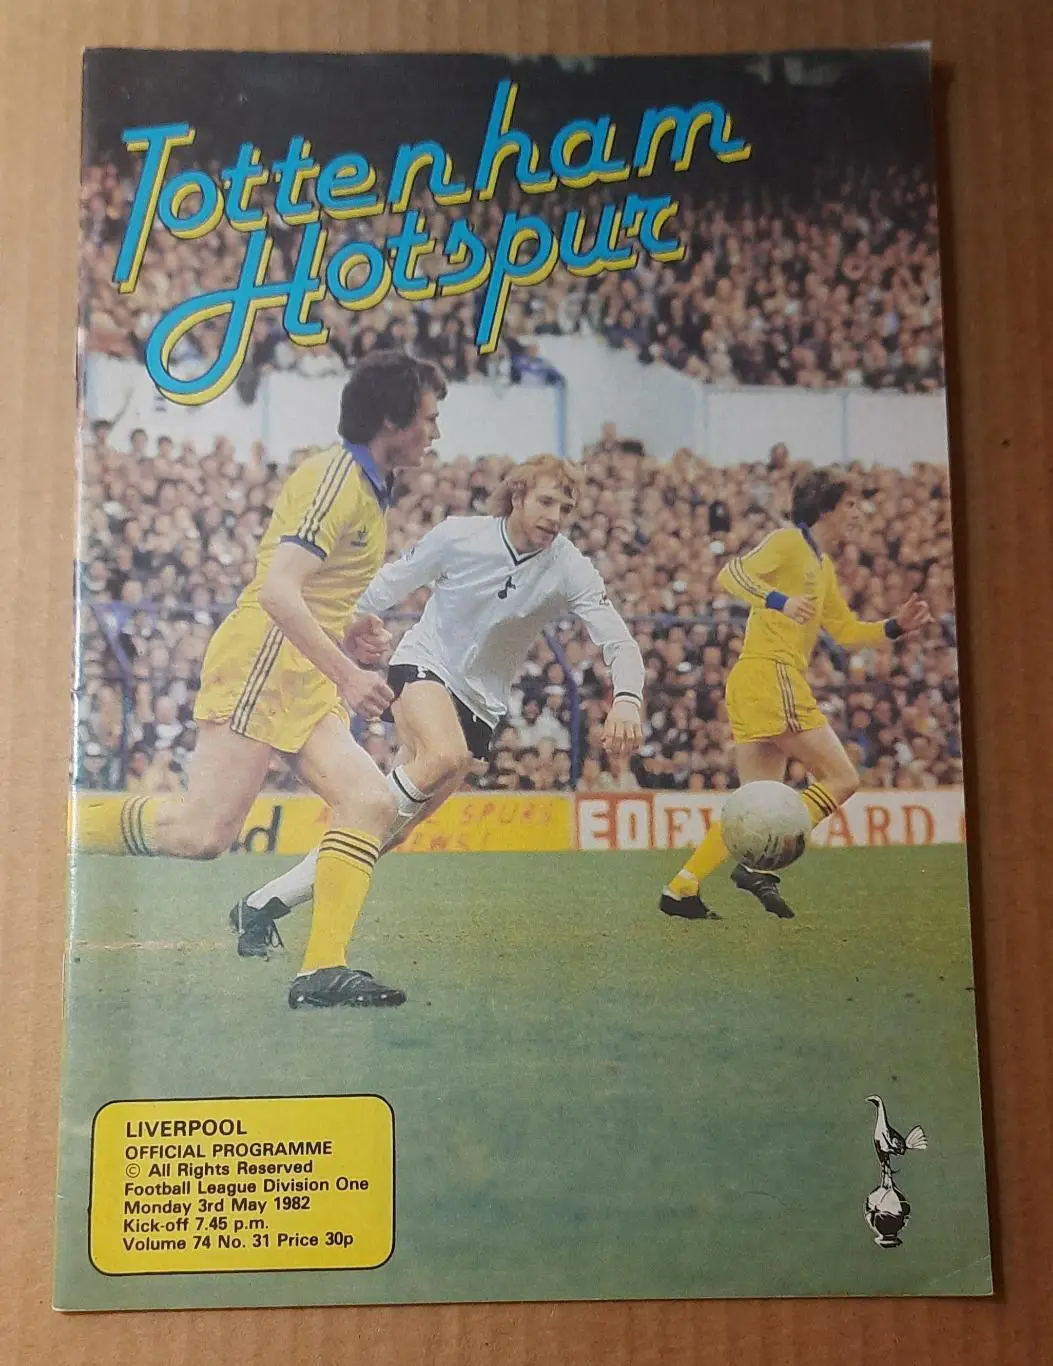 Tottenham
Hotspur
SPURS
LIVERPOOL
OFFICIAL PROGRAMME
© All Rights Reserved
Football League Division One
Monday 3rd May 1982
Kick-off 7.45 p.m.
Volume 74 No. 31 Price 30p